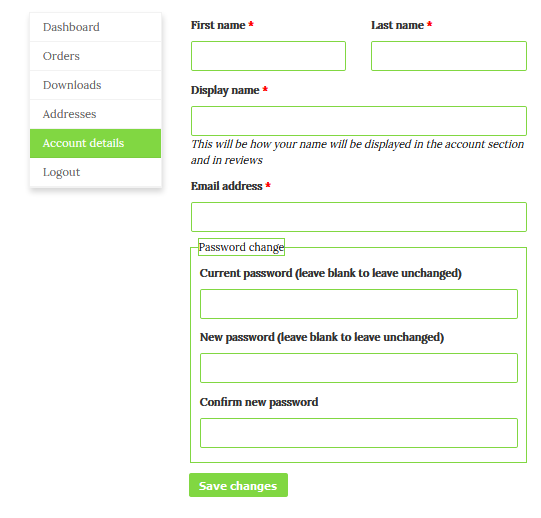 Dashboard
Orders
Downloads
Addresses
Account details
Logout
First name *
Last name *
Display name *
This will be how your name will be displayed in the account section
and in reviews
Email address *
Password change
Current password (leave blank to leave unchanged)
New password (leave blank to leave unchanged)
Confirm new password
Save changes